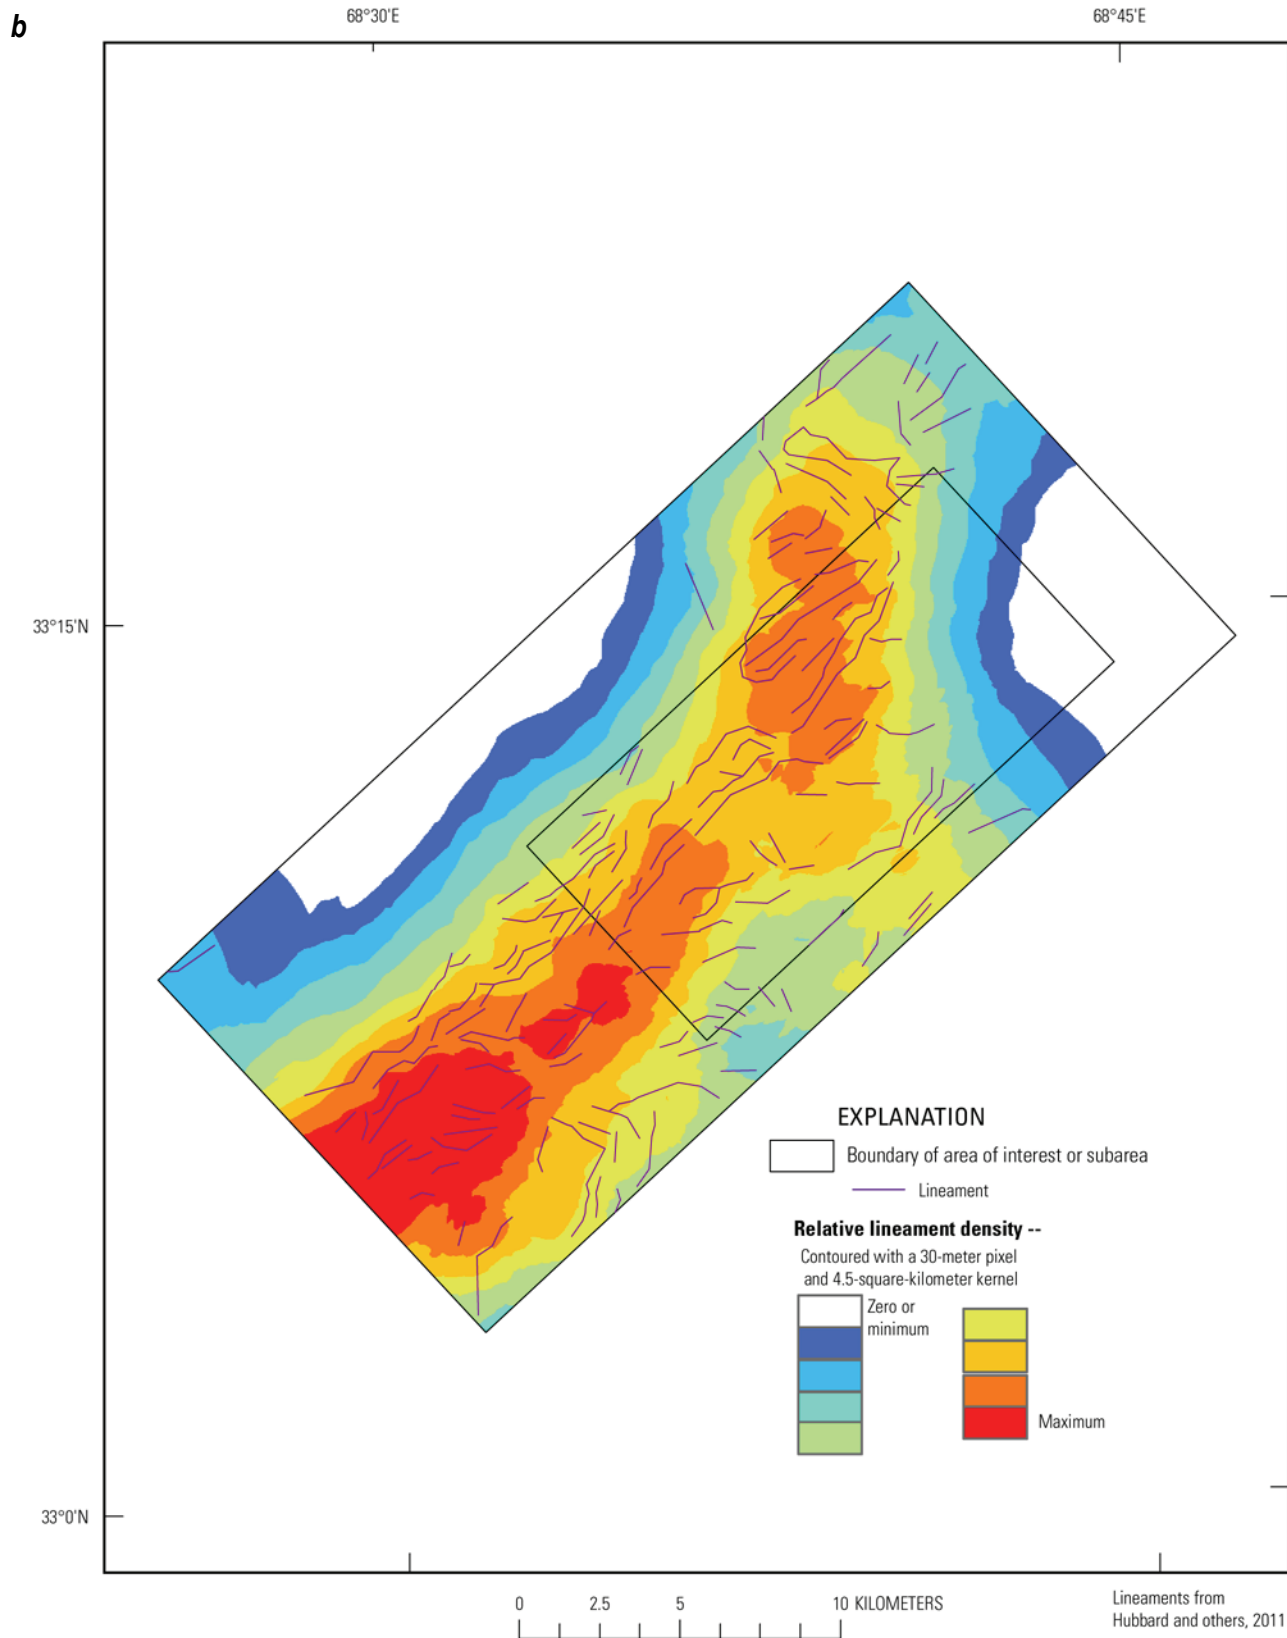 b
68°30'E
68°45'E
33°15'N
33°0'N
EXPLANATION
Boundary of area of interest or subarea
Lineament
Relative lineament density --
Contoured with a 30-meter pixel
and 4.5-square-kilometer kernel
Zero or
minimum
Maximum
0 2.5 5 10 KILOMETERS
Lineaments from
Hubbard and others, 2011